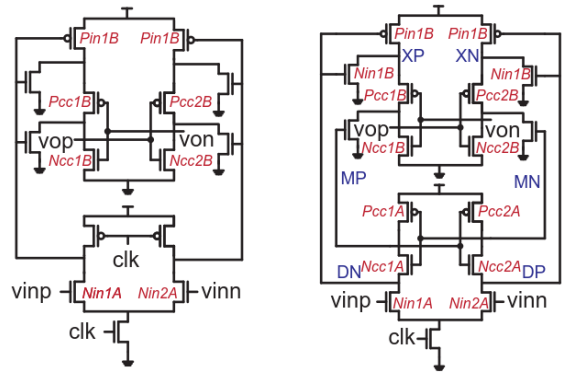 Pin1B Pin1B
Pcc1B Pcc2B
vop von
Ncc1B Ncc2B
clk
vinp Nin1A Nin2A vinn
clk
Pin1B Pin1B
XP XN
Nin1B Nin1B
Pcc1B Pcc2B
vop von
Ncc1B Ncc2B
MP MN
Pcc1A Pcc2A
DN Ncc1A Ncc2A DP
vinp Nin1A Nin2A vinn
clk